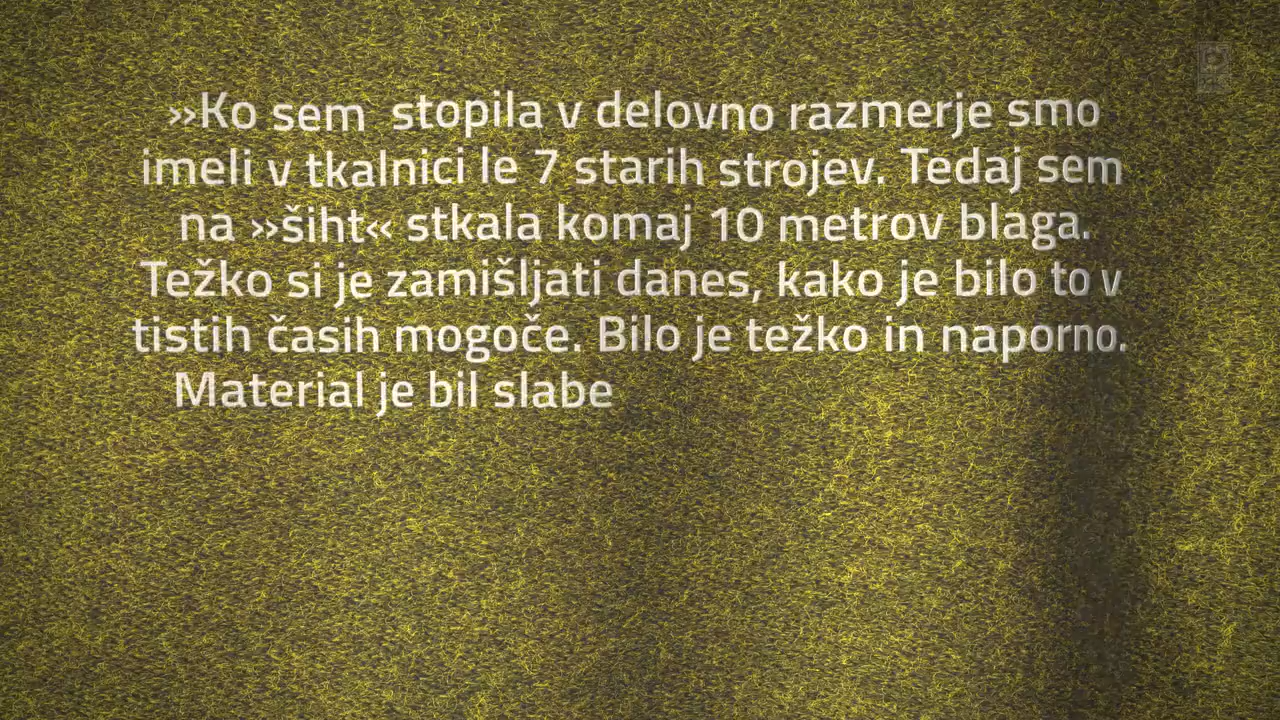 »Ko sem stopila v delovno razmerje smo
imeli v tkalnici le 7 starih strojev. Tedaj sem
na »šiht« stkala komaj 10 metrov blaga.
Težko si je zamišljati danes, kako je bilo to v
tistih časih mogoče. Bilo je težko in naporno.
Material je bil slabe